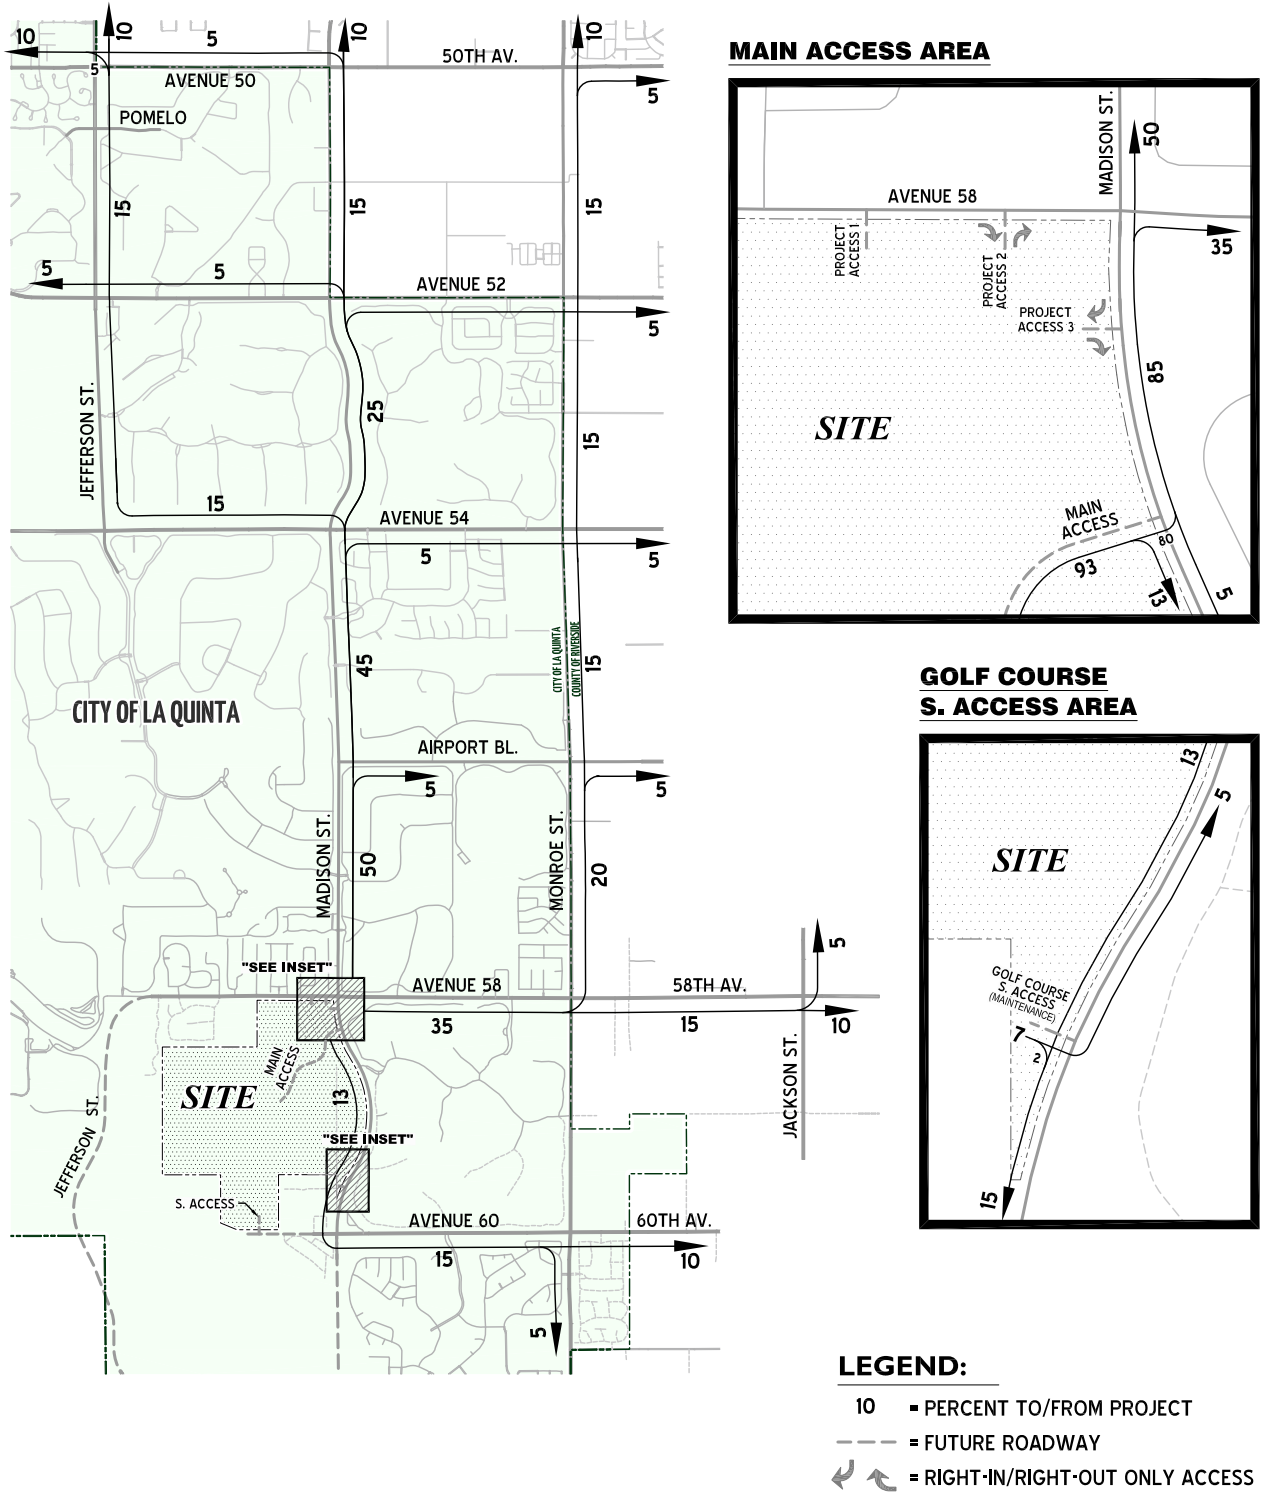 10
10
5
10
10
5
AVENUE 50
50TH AV.
5
POMELO
15
15
15
5
5
AVENUE 52
5
JEFFERSON ST.
25
15
15
AVENUE 54
5
5
45
CITY OF LA QUINTA
COUNTY OF RIVERSIDE
15
CITY OF LA QUINTA
AIRPORT BL.
5
5
MADISON ST.
50
MONROE ST.
20
"SEE INSET"
AVENUE 58
58TH AV.
5
35
15
10
MAIN
ACCESS
SITE
13
JACKSON ST.
JEFFERSON ST.
"SEE INSET"
S. ACCESS
AVENUE 60
60TH AV.
15
10
5
MAIN ACCESS AREA
MADISON ST.
50
AVENUE 58
35
PROJECT
ACCESS 1
PROJECT
ACCESS 2
PROJECT
ACCESS 3
85
SITE
MAIN
ACCESS
80
93
13
5
GOLF COURSE
S. ACCESS AREA
13
5
SITE
GOLF COURSE
S. ACCESS
(MAINTENANCE)
7
2
15
LEGEND:
10 = PERCENT TO/FROM PROJECT
= FUTURE ROADWAY
= RIGHT-IN/RIGHT-OUT ONLY ACCESS